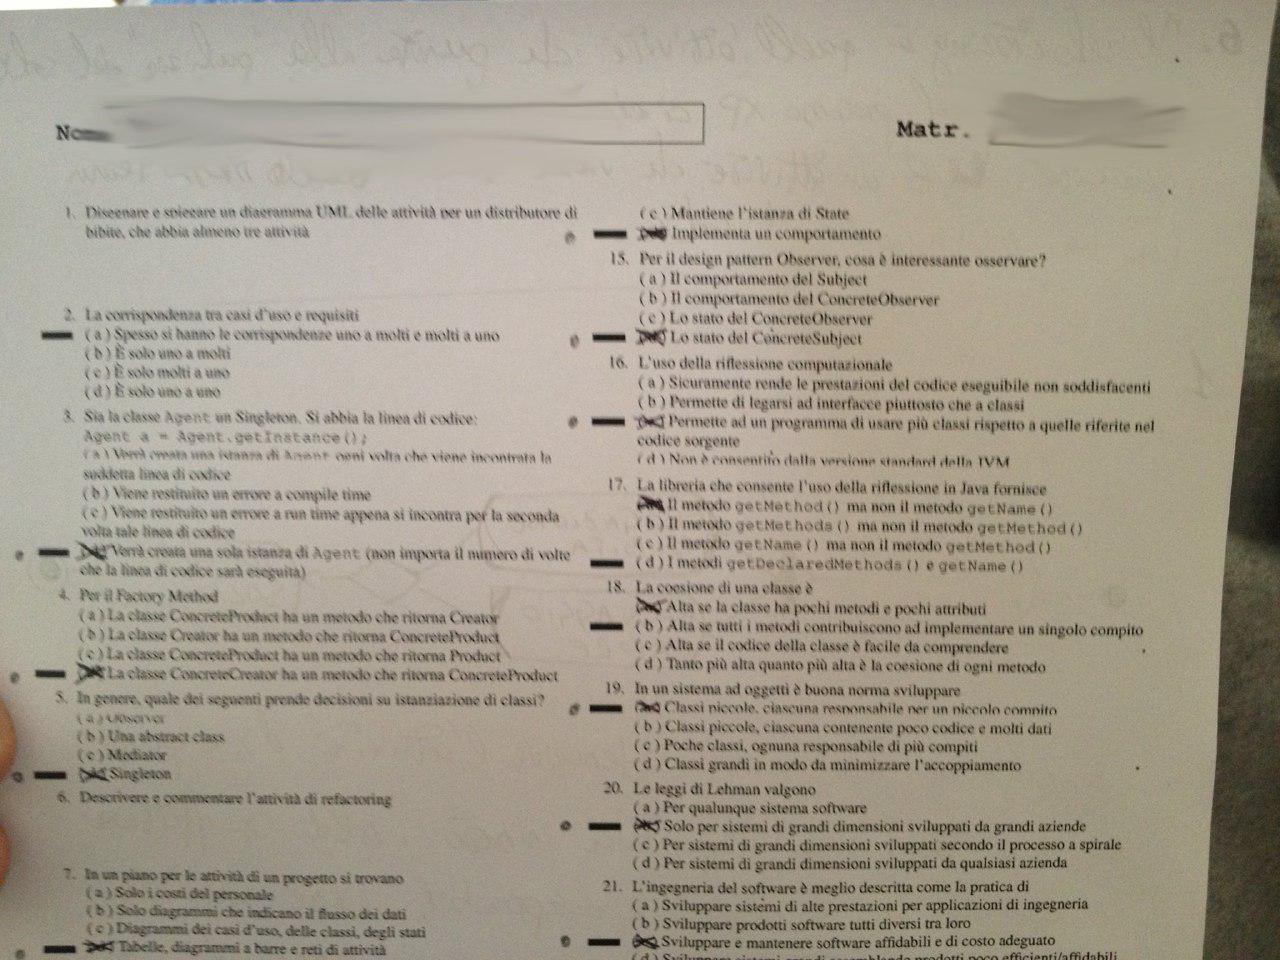 Matr.
1. Disegnare e spiegare un diagramma UML delle attività per un distributore di
bibite, che abbia almeno tre attività
2. La corrispondenza tra casi d'uso e requisiti
( a ) Spesso si hanno le corrispondenze uno a molti e molti a uno
( b ) È solo uno a molti
( c ) È solo molti a uno
( d ) È solo uno a uno
3. Sia la classe Agent un Singleton. Si abbia la linea di codice:
Agent a = Agent.getInstance();
( a ) Verrà creata una istanza di Agent ogni volta che viene incontrata la
suddetta linea di codice
( b ) Viene restituito un errore a compile time
( c ) Viene restituito un errore a run time appena si incontra per la seconda
volta tale linea di codice
Verrà creata una sola istanza di Agent (non importa il numero di volte
che la linea di codice sarà eseguita)
4. Per il Factory Method
( a ) La classe ConcreteProduct ha un metodo che ritorna Creator
( b ) La classe Creator ha un metodo che ritorna ConcreteProduct
( c ) La classe ConcreteProduct ha un metodo che ritorna Product
La classe ConcreteCreator ha un metodo che ritorna ConcreteProduct
5. In genere, quale dei seguenti prende decisioni su istanziazione di classi?
( a ) Observer
( b ) Una abstract class
( c ) Mediator
Singleton
6. Descrivere e commentare l'attività di refactoring
7. In un piano per le attività di un progetto si trovano
( a ) Solo i costi del personale
( b ) Solo diagrammi che indicano il flusso dei dati
( c ) Diagrammi dei casi d'uso, delle classi, degli stati
Tabelle, diagrammi a barre e reti di attività
( c ) Mantiene l'istanza di State
Implementa un comportamento
15. Per il design pattern Observer, cosa è interessante osservare?
( a ) Il comportamento del Subject
( b ) Il comportamento del ConcreteObserver
( c ) Lo stato del ConcreteObserver
Lo stato del ConcreteSubject
16. L'uso della riflessione computazionale
( a ) Sicuramente rende le prestazioni del codice eseguibile non soddisfacenti
( b ) Permette di legarsi ad interfacce piuttosto che a classi
Permette ad un programma di usare più classi rispetto a quelle riferite nel
codice sorgente
( d ) Non è consentito dalla versione standard della JVM
17. La libreria che consente l'uso della riflessione in Java fornisce
Il metodo getMethod() ma non il metodo getName()
( b ) Il metodo getMethods() ma non il metodo getMethod()
( c ) Il metodo getName() ma non il metodo getMethod()
( d ) I metodi getDeclaredMethods() e getName()
18. La coesione di una classe è
Alta se la classe ha pochi metodi e pochi attributi
( b ) Alta se tutti i metodi contribuiscono ad implementare un singolo compito
( c ) Alta se il codice della classe è facile da comprendere
( d ) Tanto più alta quanto più alta è la coesione di ogni metodo
19. In un sistema ad oggetti è buona norma sviluppare
Classi piccole, ciascuna responsabile per un piccolo compito
( b ) Classi piccole, ciascuna contenente poco codice e molti dati
( c ) Poche classi, ognuna responsabile di più compiti
( d ) Classi grandi in modo da minimizzare l'accoppiamento
20. Le leggi di Lehman valgono
( a ) Per qualunque sistema software
Solo per sistemi di grandi dimensioni sviluppati da grandi aziende
( c ) Per sistemi di grandi dimensioni sviluppati secondo il processo a spirale
( d ) Per sistemi di grandi dimensioni sviluppati da qualsiasi azienda
21. L'ingegneria del software è meglio descritta come la pratica di
( a ) Sviluppare sistemi di alte prestazioni per applicazioni di ingegneria
( b ) Sviluppare prodotti software tutti diversi tra loro
Sviluppare e mantenere software affidabili e di costo adeguato
( d ) Sviluppare sistemi grandi assemblando prodotti poco efficienti/affidabili